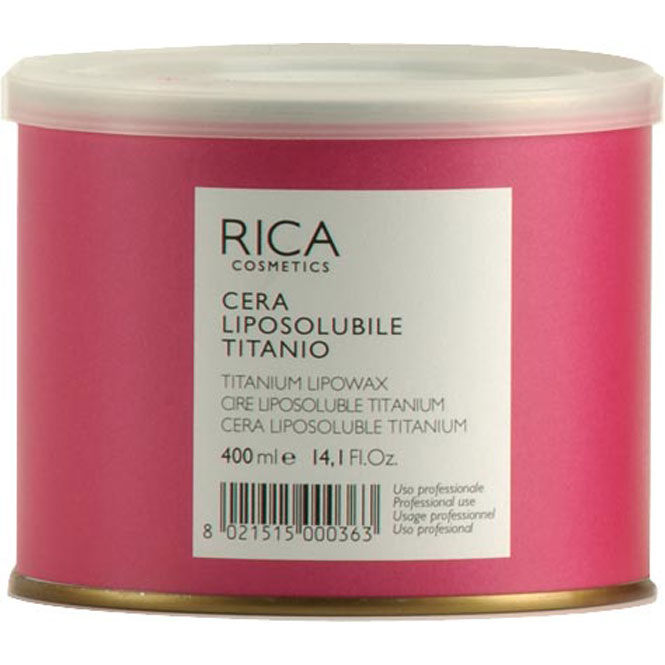 RICA
COSMETICS
CERA
LIPOSOLUBILE
TITANIO
TITANIUM LIPOWAX
CIRE LIPOSOLUBLE TITANIUM
CERA LIPOSOLUBLE TITANIUM
400 ml e 14,1 Fl.Oz.
Uso professionale
Professional use
Usage professionnel
Uso profesional
8 021515 000363